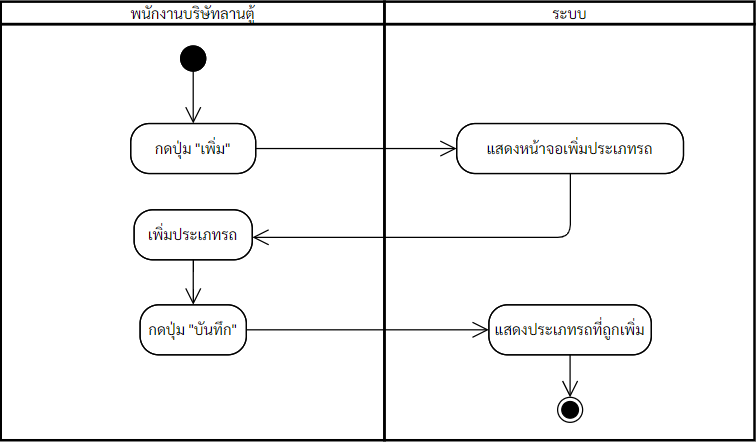 พนักงานบริษัทลานตู้
ระบบ
กดปุ่ม "เพิ่ม"
แสดงหน้าจอเพิ่มประเภทรถ
เพิ่มประเภทรถ
กดปุ่ม "บันทึก"
แสดงประเภทรถที่ถูกเพิ่ม